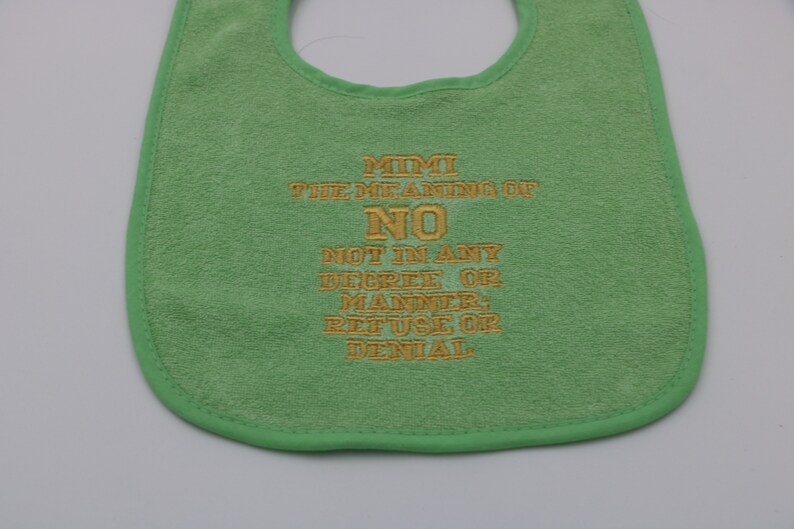 MIMI
THE MEANING OF
NO
NOT IN ANY
DEGREE OR
MANNER;
REFUSE OR
DENIAL